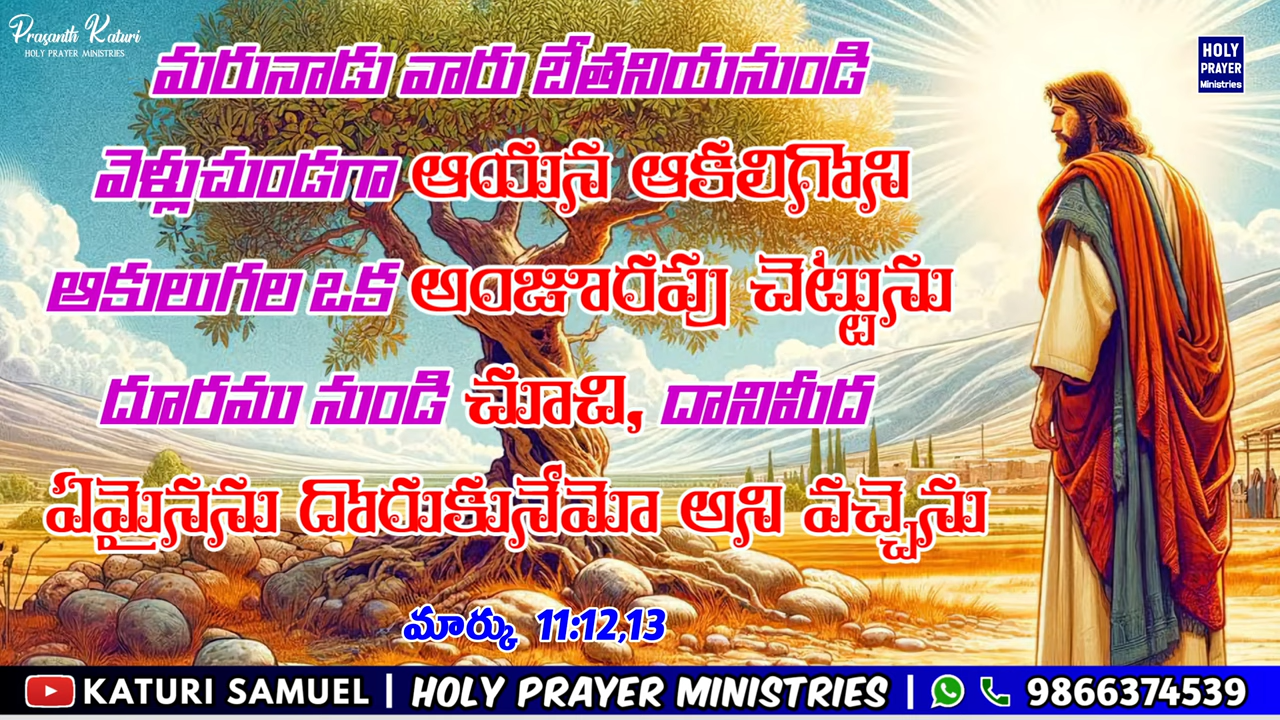 Prasanth Katuri
HOLY PRAYER MINISTRIES
HOLY
PRAYER
Ministries
మరునాడు వారు బేతనియనుండి
వెళ్లుచుండగా ఆయన ఆకలిగొని
ఆకులుగల ఒక అంజూరపు చెట్టును
దూరము నుండి చూచి, దానిమీద
ఏమైనను దొరుకునేమో అని వచ్చెను
మార్కు 11:12,13
KATURI SAMUEL | HOLY PRAYER MINISTRIES | 9866374539